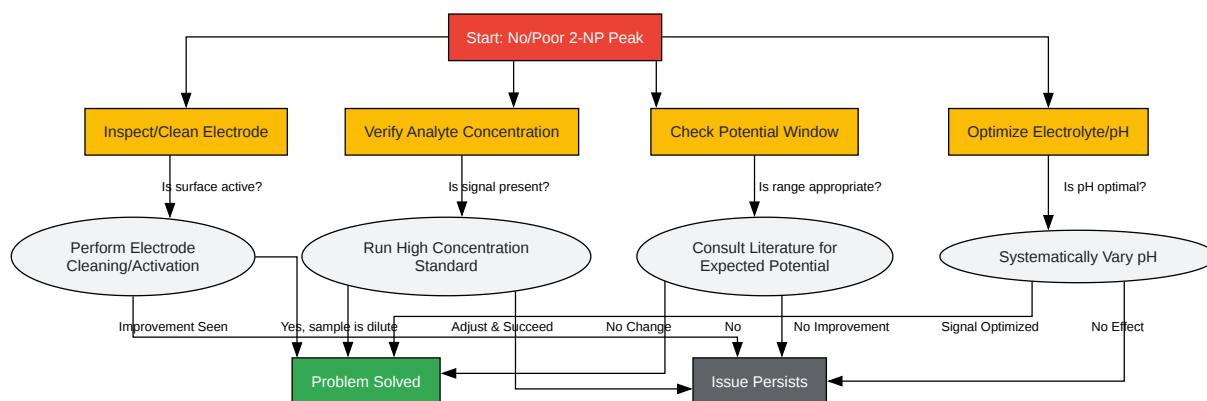 Start: No/Poor 2-NP Peak
Inspect/Clean Electrode
Verify Analyte Concentration
Check Potential Window
Optimize Electrolyte/pH
Is surface active?
Is signal present?
Is range appropriate?
Is pH optimal?
Perform Electrode
Cleaning/Activation
Run High Concentration
Standard
Consult Literature for
Expected Potential
Systematically Vary pH
Improvement Seen
Yes, sample is dilute
Adjust & Succeed
No Change
No
No Improvement
Signal Optimized
No Effect
Problem Solved
Issue Persists